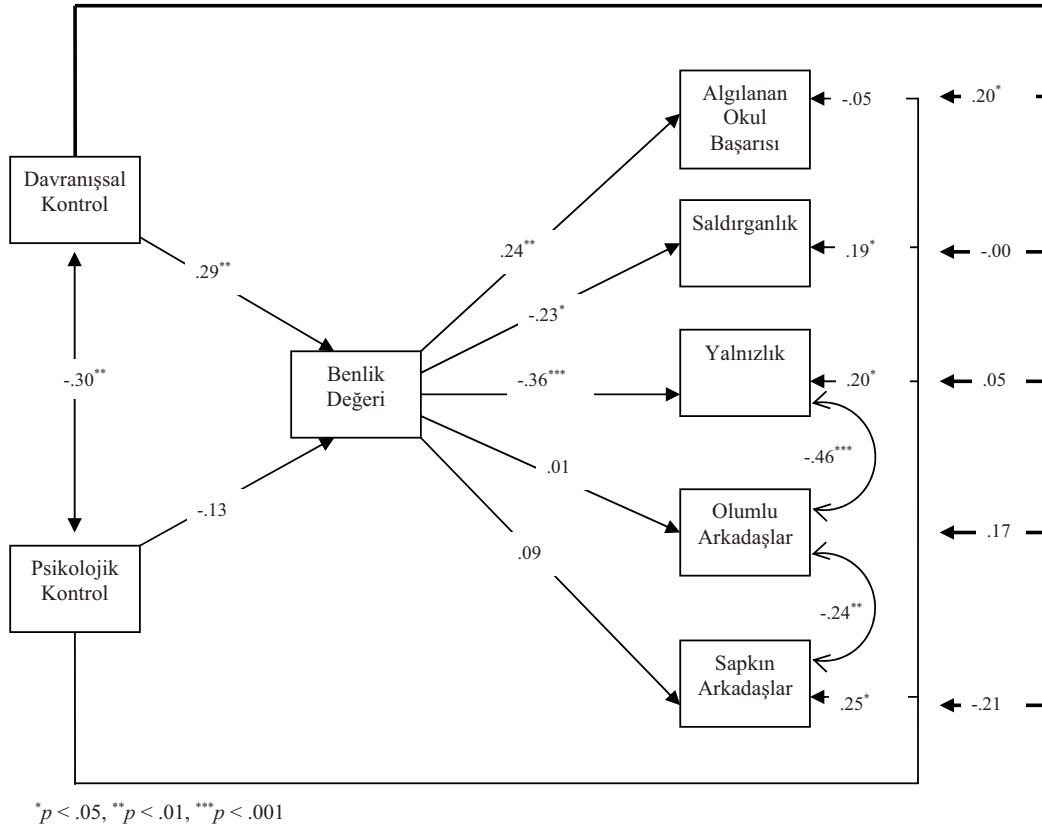 Algılanan
Okul
Başarısı
-.05
.20*
Davranışsal
Kontrol
Saldırganlık
.24**
.19*
-.00
.29**
-.23*
Yalnızlık
-.30**
Benlik
Değeri
-.36***
.20*
.05
-.46***
.01
-.13
Olumlu
Arkadaşlar
.17
Psikolojik
Kontrol
.09
-.24**
Sapkın
Arkadaşlar
.25*
-.21
*p < .05, **p < .01, ***p < .001